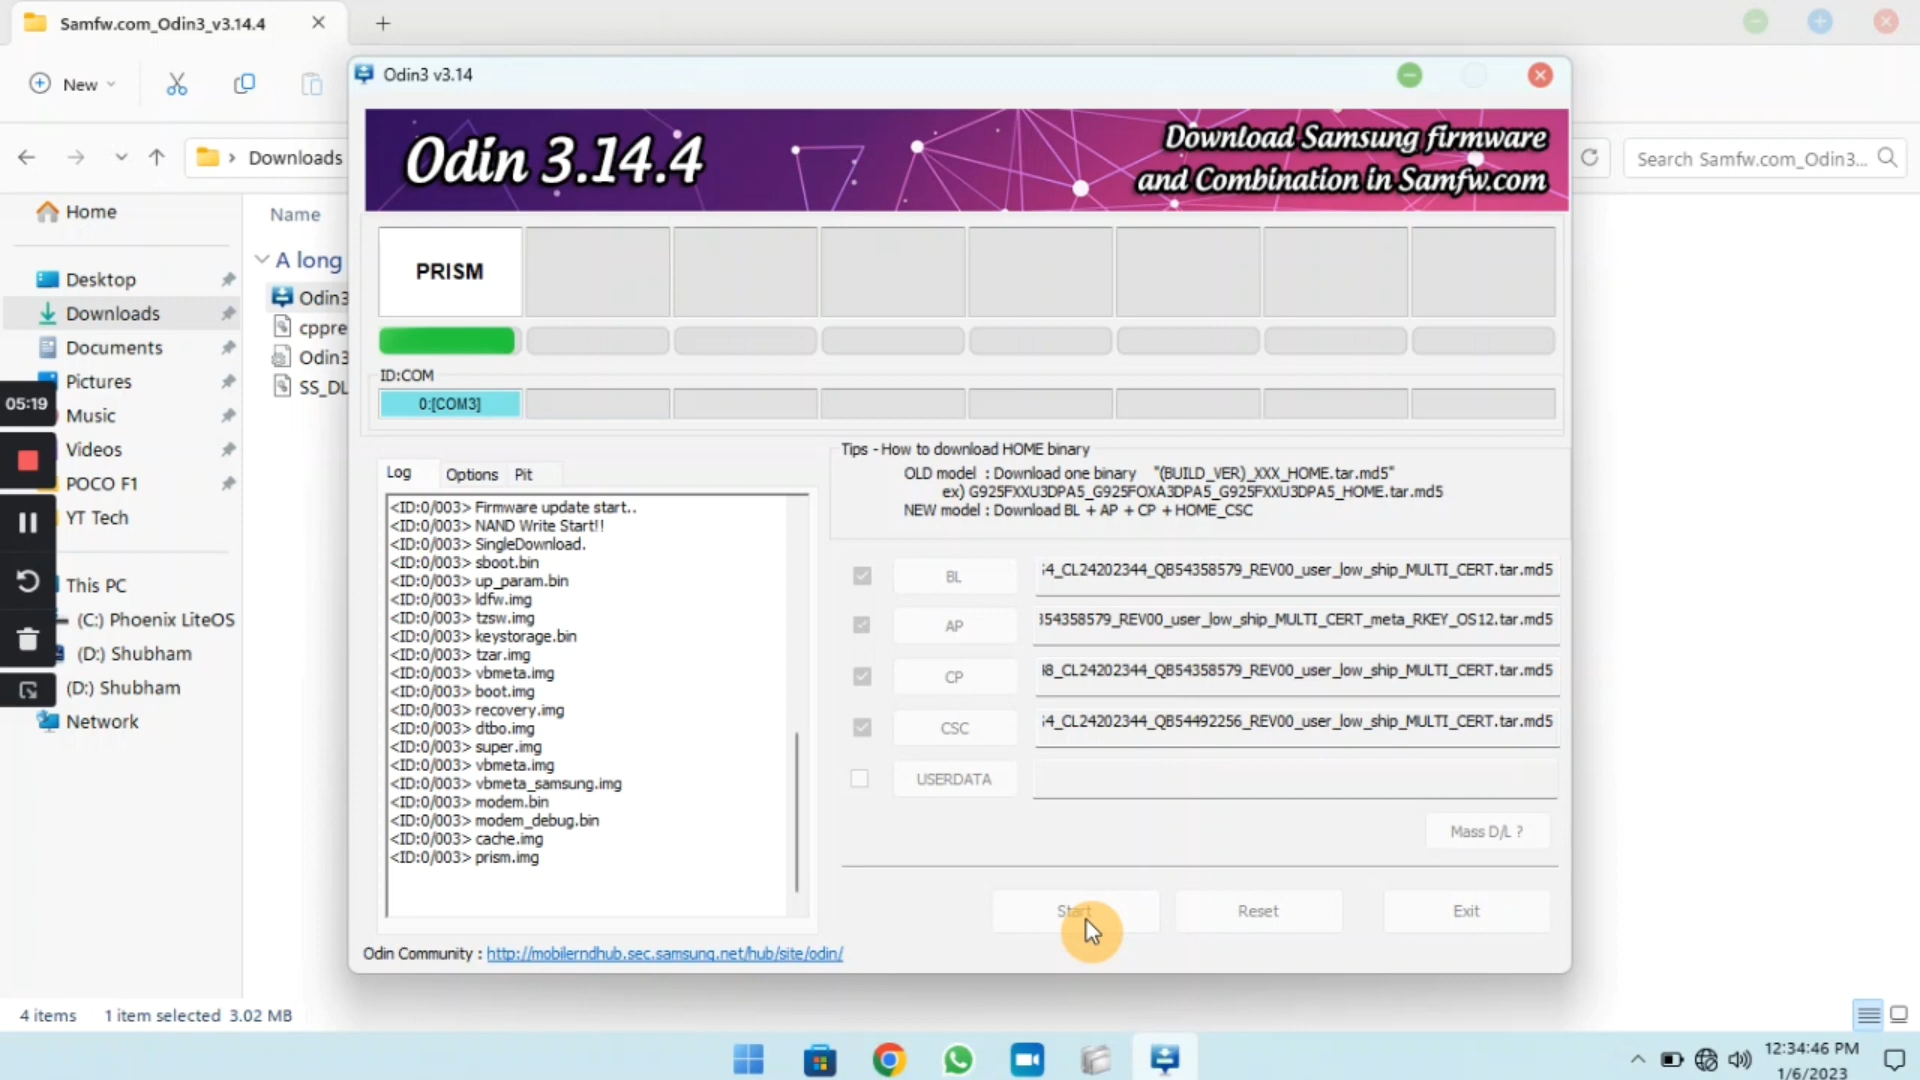 Samfw.com_Odin3_v3.14.4
New
Downloads
Search Samfw.com_Odin3...
Home
Desktop
Downloads
Documents
Pictures
Music
Videos
POCO F1
YT Tech
This PC
(C:) Phoenix LiteOS
(D:) Shubham
(D:) Shubham
Network
05:19
Name
A long
Odin3
cppre
Odin3
SS_DL
Odin3 v3.14
Odin 3.14.4
Download Samsung firmware
and Combination in Samfw.com
PRISM
ID:COM
0:[COM3]
Log
Options
Pit
<ID:0/003> Firmware update start..
<ID:0/003> NAND Write Start!!
<ID:0/003> SingleDownload.
<ID:0/003> sboot.bin
<ID:0/003> up_param.bin
<ID:0/003> ldfw.img
<ID:0/003> tzsw.img
<ID:0/003> keystorage.bin
<ID:0/003> tzar.img
<ID:0/003> vbmeta.img
<ID:0/003> boot.img
<ID:0/003> recovery.img
<ID:0/003> dtbo.img
<ID:0/003> super.img
<ID:0/003> vbmeta.img
<ID:0/003> vbmeta_samsung.img
<ID:0/003> modem.bin
<ID:0/003> modem_debug.bin
<ID:0/003> cache.img
<ID:0/003> prism.img
Tips - How to download HOME binary
OLD model : Download one binary "(BUILD_VER)_XXX_HOME.tar.md5"
ex) G925FXXU3DPA5_G925FOXA3DPA5_G925FXXU3DPA5_HOME.tar.md5
NEW model : Download BL + AP + CP + HOME_CSC
BL
4_CL24202344_QB54358579_REV00_user_low_ship_MULTI_CERT.tar.md5
AP
354358579_REV00_user_low_ship_MULTI_CERT_meta_RKEY_OS12.tar.md5
CP
8_CL24202344_QB54358579_REV00_user_low_ship_MULTI_CERT.tar.md5
CSC
4_CL24202344_QB54492256_REV00_user_low_ship_MULTI_CERT.tar.md5
USERDATA
Mass D/L ?
Start
Reset
Exit
Odin Community : http://mobilerndhub.sec.samsung.net/hub/site/odin/
4 items
1 item selected 3.02 MB
12:34:46 PM
1/6/2023